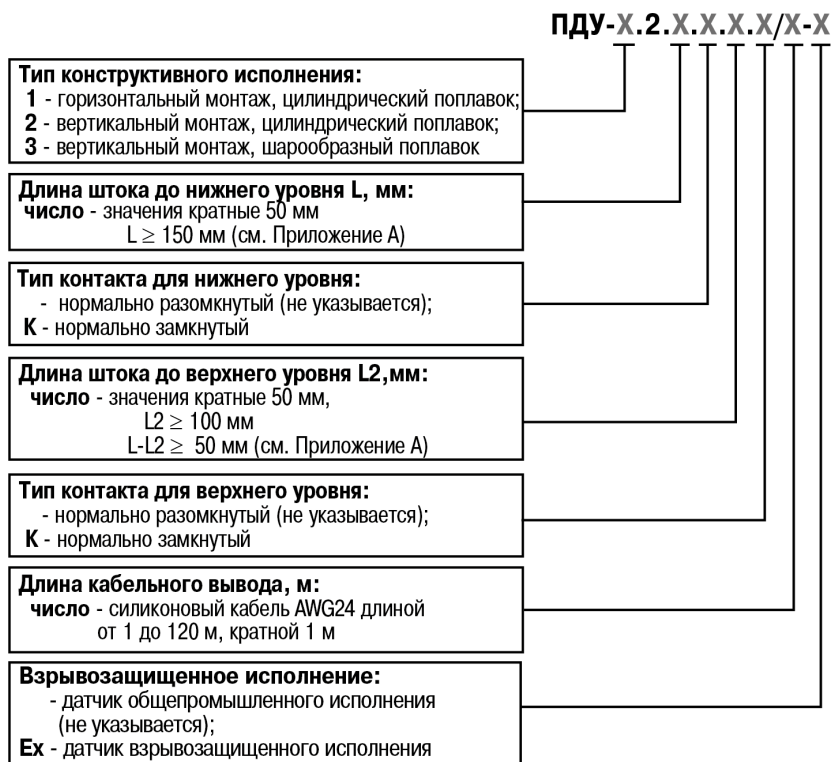 ПДУ-X.2.X.X.X.X/X-X
Тип конструктивного исполнения:
1 - горизонтальный монтаж, цилиндрический поплавок;
2 - вертикальный монтаж, цилиндрический поплавок;
3 - вертикальный монтаж, шарообразный поплавок
Длина штока до нижнего уровня L, мм:
число - значения кратные 50 мм
L ≥ 150 мм (см. Приложение А)
Тип контакта для нижнего уровня:
- нормально разомкнутый (не указывается);
К - нормально замкнутый
Длина штока до верхнего уровня L2,мм:
число - значения кратные 50 мм,
L2 ≥ 100 мм
L-L2 ≥ 50 мм (см. Приложение А)
Тип контакта для верхнего уровня:
- нормально разомкнутый (не указывается);
К - нормально замкнутый
Длина кабельного вывода, м:
число - силиконовый кабель AWG24 длиной
от 1 до 120 м, кратной 1 м
Взрывозащищенное исполнение:
- датчик общепромышленного исполнения
(не указывается);
Ex - датчик взрывозащищенного исполнения